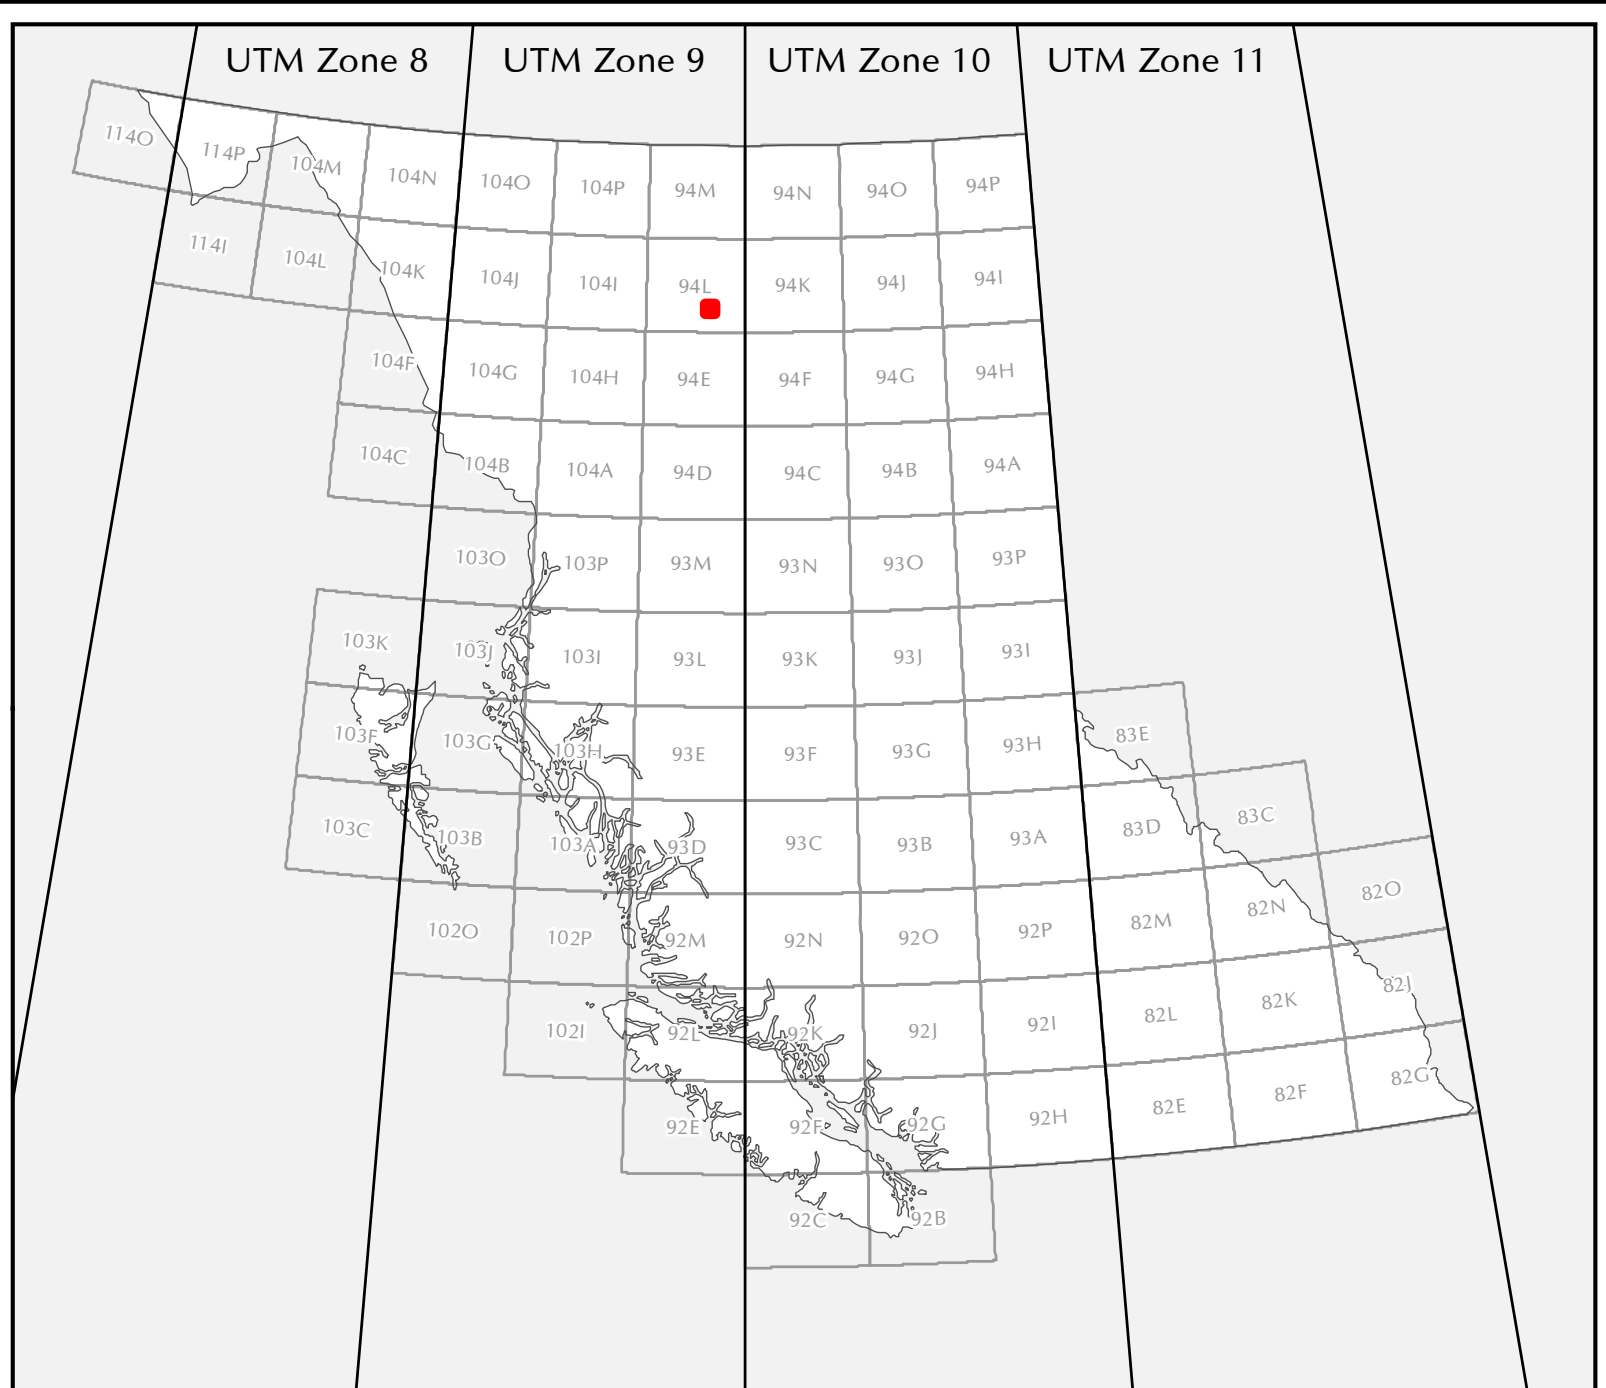 UTM Zone 8 UTM Zone 9 UTM Zone 10 UTM Zone 11
114O 114P 104M 104N 104O 104P 94M 94N 94O 94P
114I 104L 104K 104J 104I 94L 94K 94J 94I
104F 104G 104H 94E 94F 94G 94H
104C 104B 104A 94D 94C 94B 94A
103O 103P 93M 93N 93O 93P
103K 103J 103I 93L 93K 93J 93I
103F 103G 103H 93E 93F 93G 93H 83E
103C 103B 103A 93D 93C 93B 93A 83D 83C
102O 102P 92M 92N 92O 92P 82M 82N 82O
102I 92L 92K 92J 92I 82L 82K 82J
92E 92F 92G 92H 82E 82F 82G
92C 92B